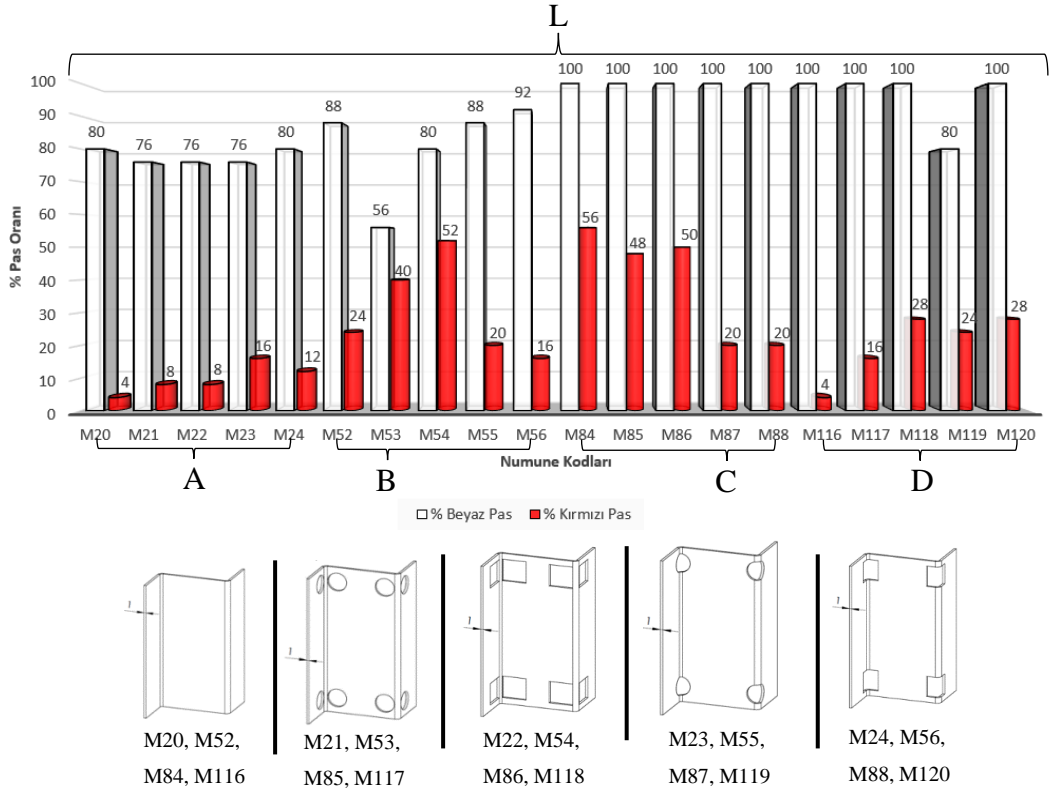 L
100
90
80
70
60
50
40
30
20
10
0
% Pas Oranı
80 76 76 76 80 88 56 80 88 92 100 100 100 100 100 100 100 100 80 100
4 8 8 16 12 24 40 52 20 16 56 48 50 20 20 4 16 28 24 28
M20 M21 M22 M23 M24 M52 M53 M54 M55 M56 M84 M85 M86 M87 M88 M116 M117 M118 M119 M120
Numune Kodları
A B C D
% Beyaz Pas % Kırmızı Pas
1 1 1 1 1
M20, M52,
M84, M116
M21, M53,
M85, M117
M22, M54,
M86, M118
M23, M55,
M87, M119
M24, M56,
M88, M120